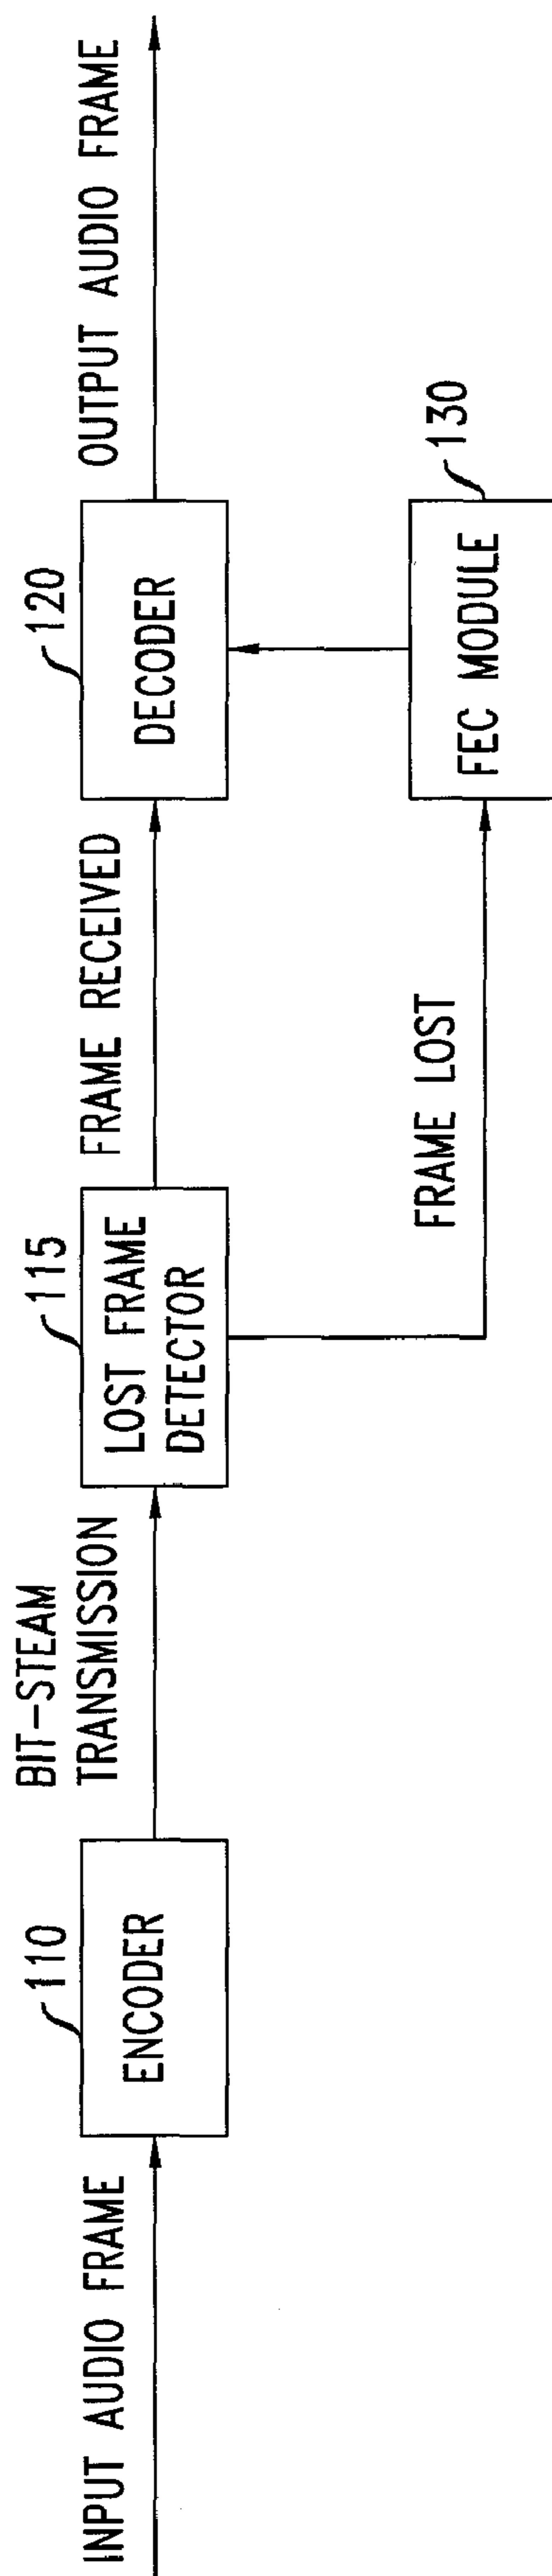 INPUT AUDIO FRAME
110
ENCODER
BIT-STEAM
TRANSMISSION
115
LOST FRAME
DETECTOR
FRAME RECEIVED
FRAME LOST
120
DECODER
130
FEC MODULE
OUTPUT AUDIO FRAME